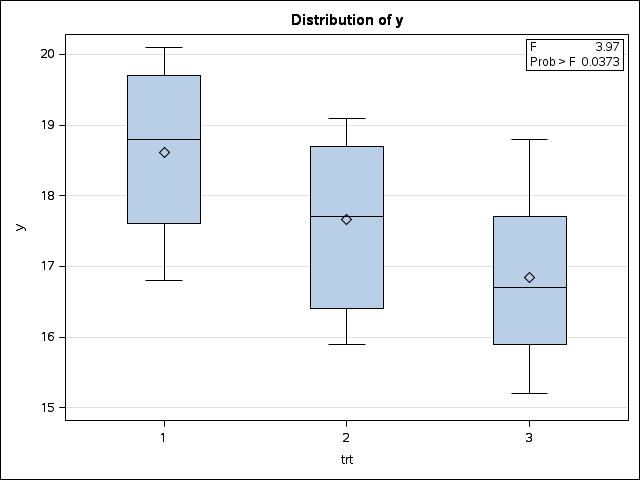 Distribution of y
F 3.97
Prob > F 0.0373
20
19
18
17
16
15
y
1 2 3
trt